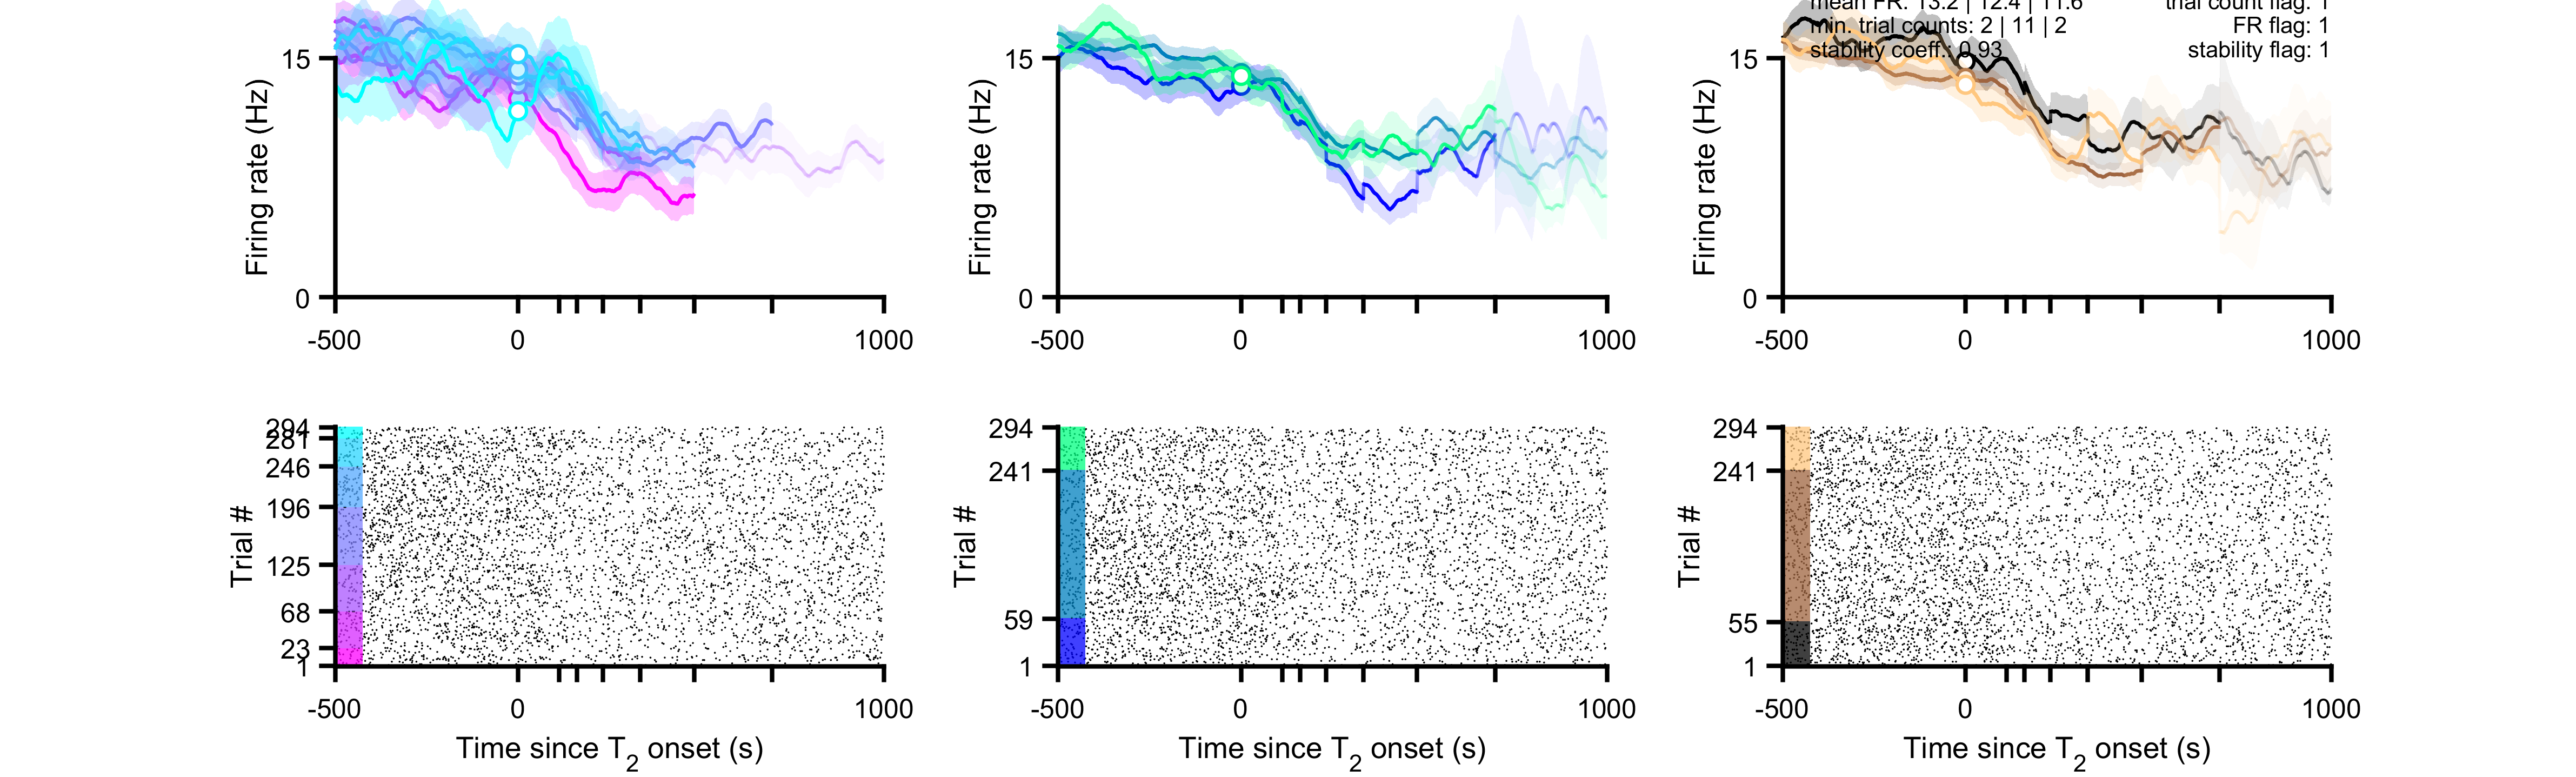 mean FR: 13.2 | 12.4 | 11.6 trial count flag: 1
min. trial counts: 2 | 11 | 2 FR flag: 1
stability coeff.: 0.93 stability flag: 1
15 15 15
Firing rate (Hz) Firing rate (Hz) Firing rate (Hz)
0 0 0
-500 0 1000 -500 0 1000 -500 0 1000
294 294 294
281
246 241 241
196
125
68 59 55
23
1 1 1
Trial # Trial # Trial #
-500 0 1000 -500 0 1000 -500 0 1000
Time since T2 onset (s) Time since T2 onset (s) Time since T2 onset (s)